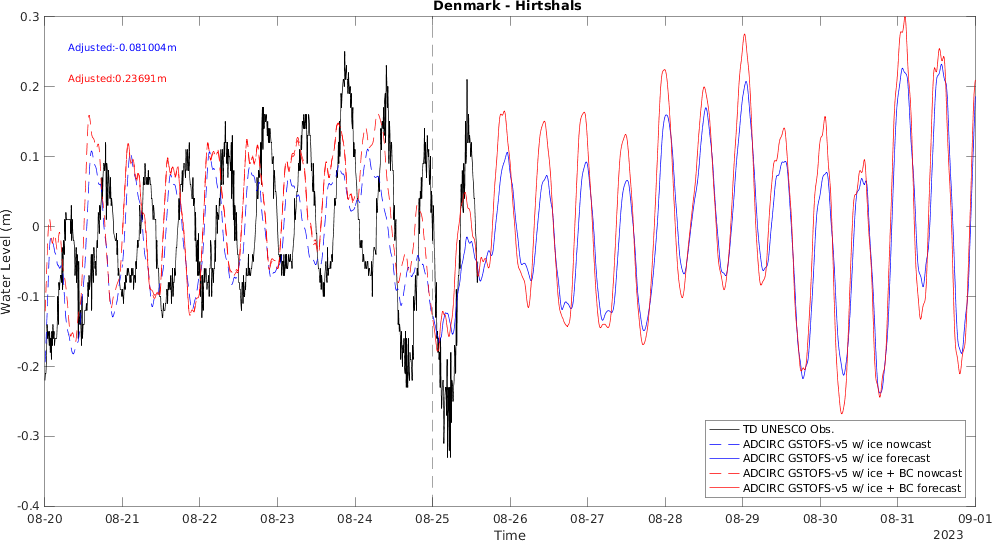 Denmark - Hirtshals
Adjusted:-0.081004m
Adjusted:0.23691m
Water Level (m)
0.3
0.2
0.1
0
-0.1
-0.2
-0.3
-0.4
TD UNESCO Obs.
ADCIRC GSTOFS-v5 w/ ice nowcast
ADCIRC GSTOFS-v5 w/ ice forecast
ADCIRC GSTOFS-v5 w/ ice + BC nowcast
ADCIRC GSTOFS-v5 w/ ice + BC forecast
08-20 08-21 08-22 08-23 08-24 08-25 08-26 08-27 08-28 08-29 08-30 08-31 09-01
Time
2023